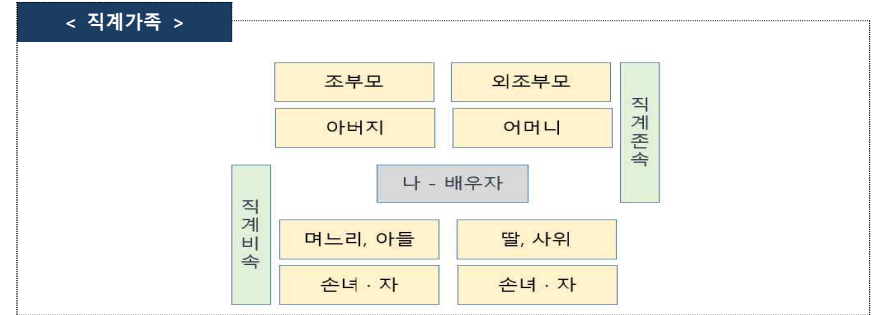 < 직계가족 >
조부모 외조부모
아버지 어머니
직계존속
나 - 배우자
직계비속
며느리, 아들 딸, 사위
손녀 · 자 손녀 · 자